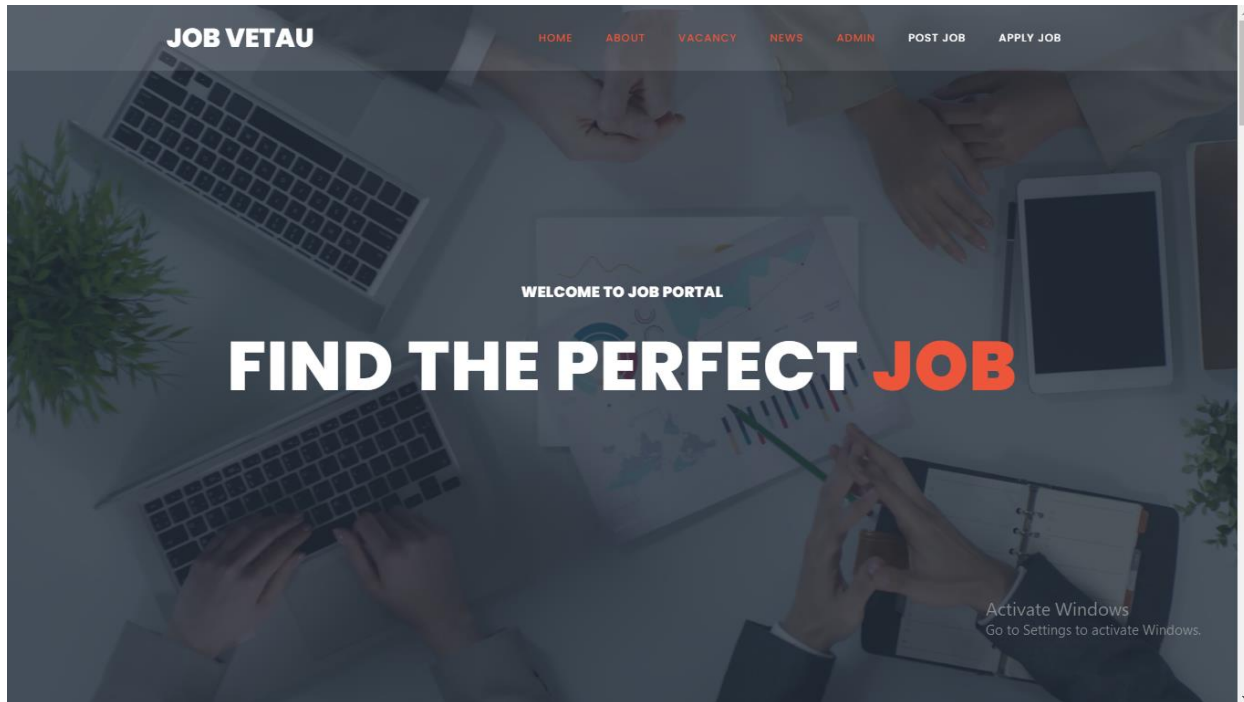 JOB VETAU
HOME ABOUT VACANCY NEWS ADMIN POST JOB APPLY JOB
WELCOME TO JOB PORTAL
FIND THE PERFECT JOB
Activate Windows
Go to Settings to activate Windows.